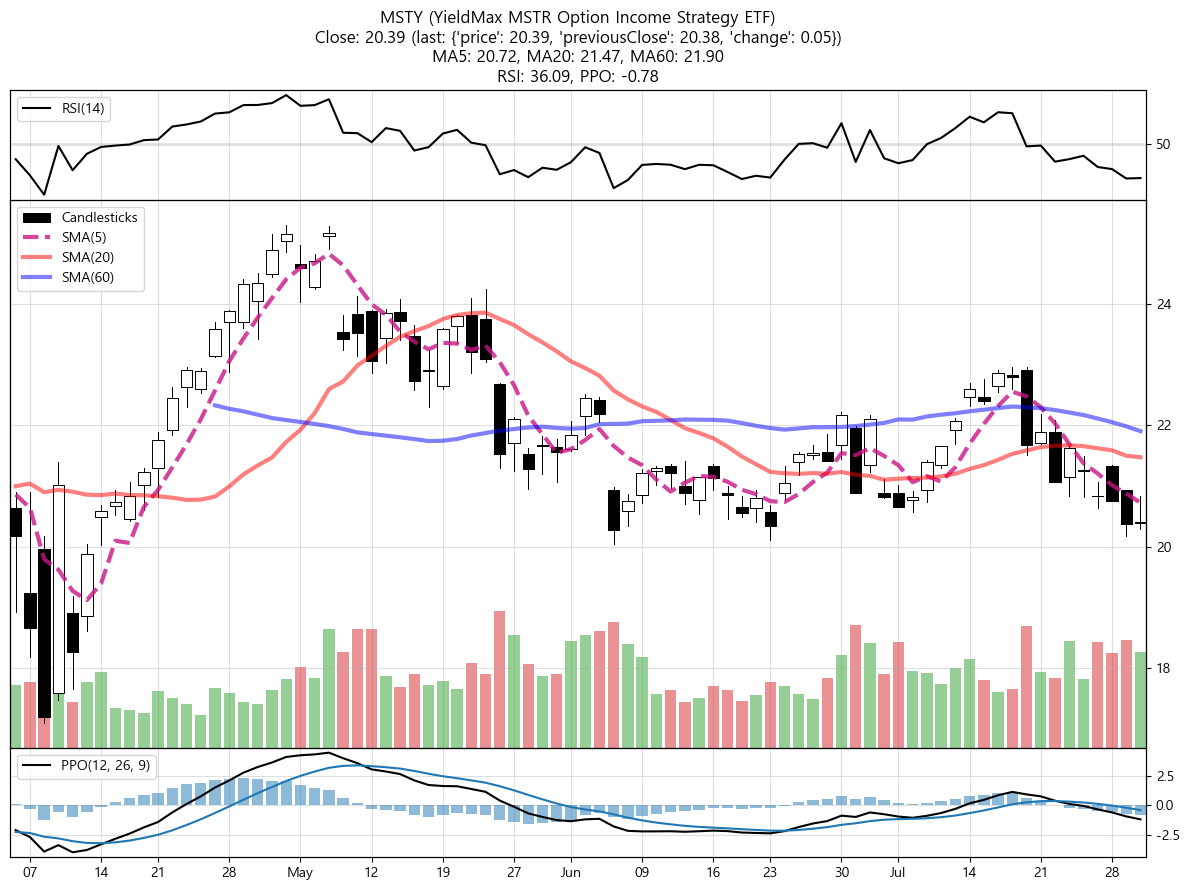 MSTY (YieldMax MSTR Option Income Strategy ETF)
Close: 20.39 (last: {'price': 20.39, 'previousClose': 20.38, 'change': 0.05})
MA5: 20.72, MA20: 21.47, MA60: 21.90
RSI: 36.09, PPO: -0.78
RSI(14)
50
Candlesticks
SMA(5)
SMA(20)
SMA(60)
24
22
20
18
PPO(12, 26, 9)
2.5
0.0
-2.5
07 14 21 28 May 12 19 27 Jun 09 16 23 30 Jul 07 14 21 28